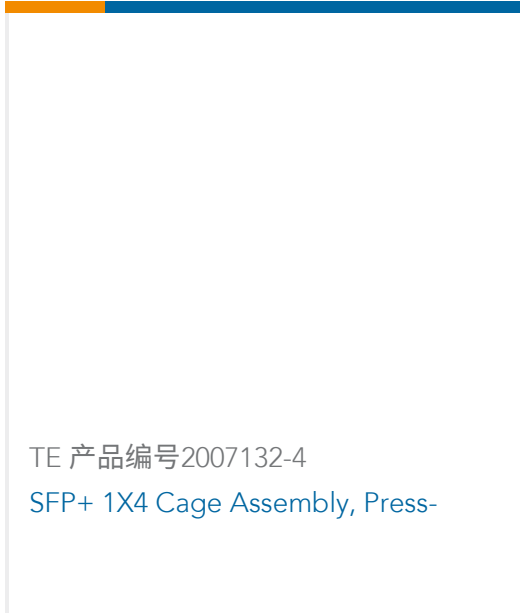 TE 产品编号2007132-4
SFP+ 1X4 Cage Assembly, Press-